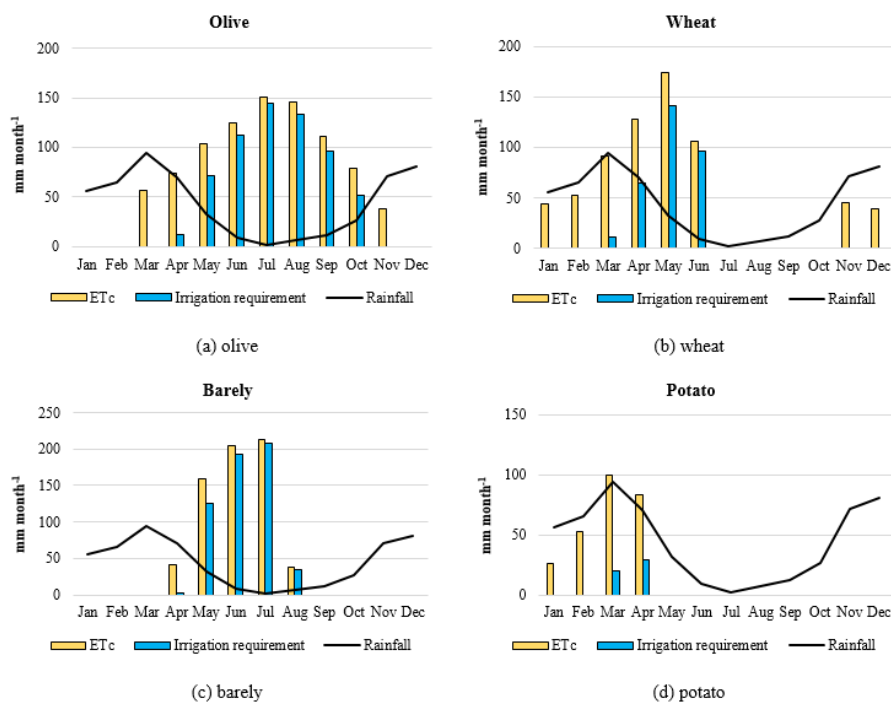 Olive
200
150
100
50
0
mm month⁻¹
Jan Feb Mar Apr May Jun Jul Aug Sep Oct Nov Dec
ETc Irrigation requirement Rainfall
(a) olive
Wheat
200
150
100
50
0
mm month⁻¹
Jan Feb Mar Apr May Jun Jul Aug Sep Oct Nov Dec
ETc Irrigation requirement Rainfall
(b) wheat
Barely
250
200
150
100
50
0
mm month⁻¹
Jan Feb Mar Apr May Jun Jul Aug Sep Oct Nov Dec
ETc Irrigation requirement Rainfall
(c) barely
Potato
150
100
50
0
mm month⁻¹
Jan Feb Mar Apr May Jun Jul Aug Sep Oct Nov Dec
ETc Irrigation requirement Rainfall
(d) potato